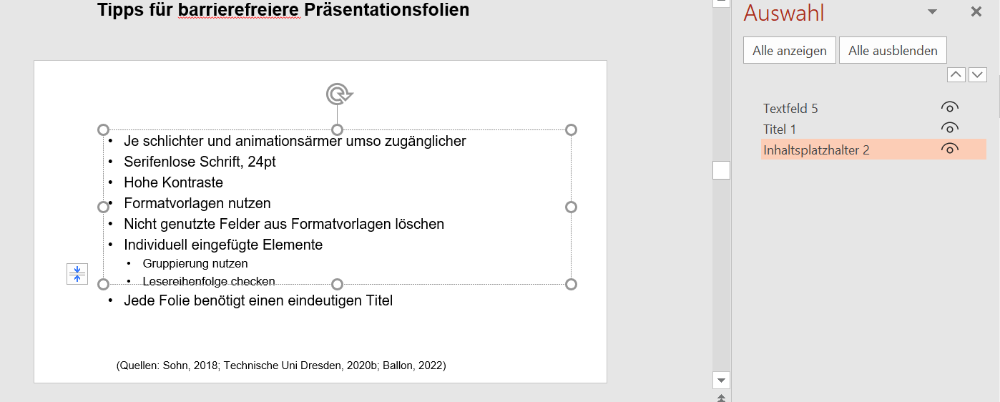 Tipps für barrierefreiere Präsentationsfolien
• Je schlichter und animationsärmer umso zugänglicher
• Serifenlose Schrift, 24pt
• Hohe Kontraste
• Formatvorlagen nutzen
• Nicht genutzte Felder aus Formatvorlagen löschen
• Individuell eingefügte Elemente
• Gruppierung nutzen
• Lesereihenfolge checken
• Jede Folie benötigt einen eindeutigen Titel
(Quellen: Sohn, 2018; Technische Uni Dresden, 2020b; Ballon, 2022)
Auswahl
Alle anzeigen
Alle ausblenden
Textfeld 5
Titel 1
Inhaltsplatzhalter 2